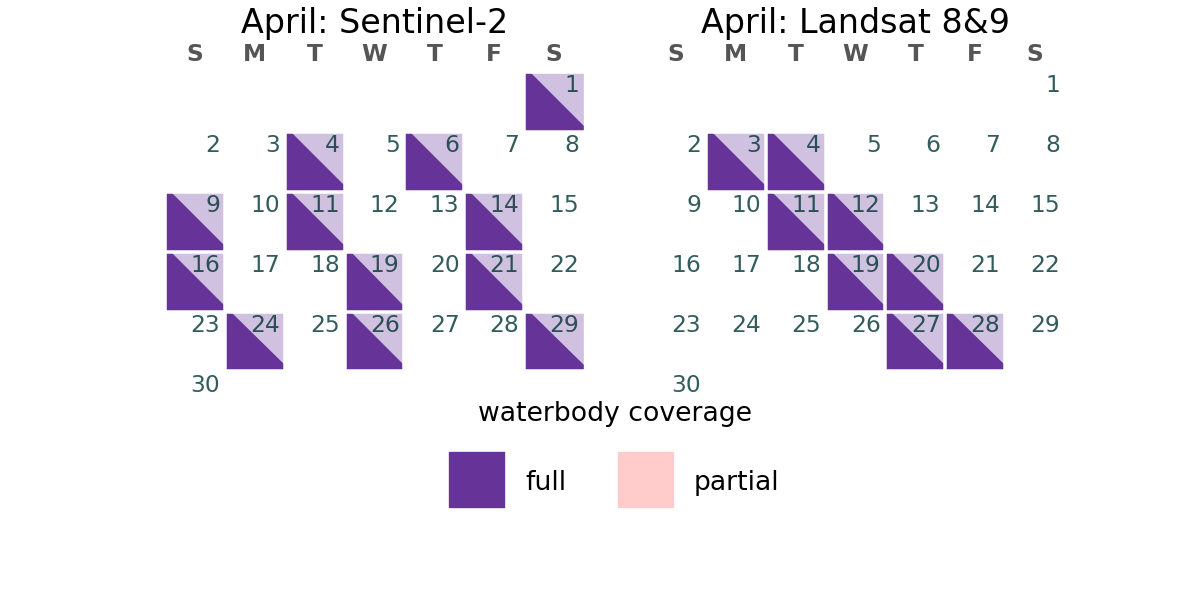 April: Sentinel-2
S M T W T F S
1
2 3 4 5 6 7 8
9 10 11 12 13 14 15
16 17 18 19 20 21 22
23 24 25 26 27 28 29
30
April: Landsat 8&9
S M T W T F S
1
2 3 4 5 6 7 8
9 10 11 12 13 14 15
16 17 18 19 20 21 22
23 24 25 26 27 28 29
30
waterbody coverage
full
partial